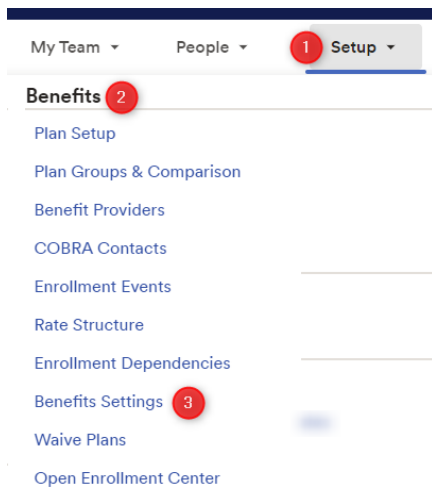 My Team People 1 Setup
Benefits 2
Plan Setup
Plan Groups & Comparison
Benefit Providers
COBRA Contacts
Enrollment Events
Rate Structure
Enrollment Dependencies
Benefits Settings 3
Waive Plans
Open Enrollment Center